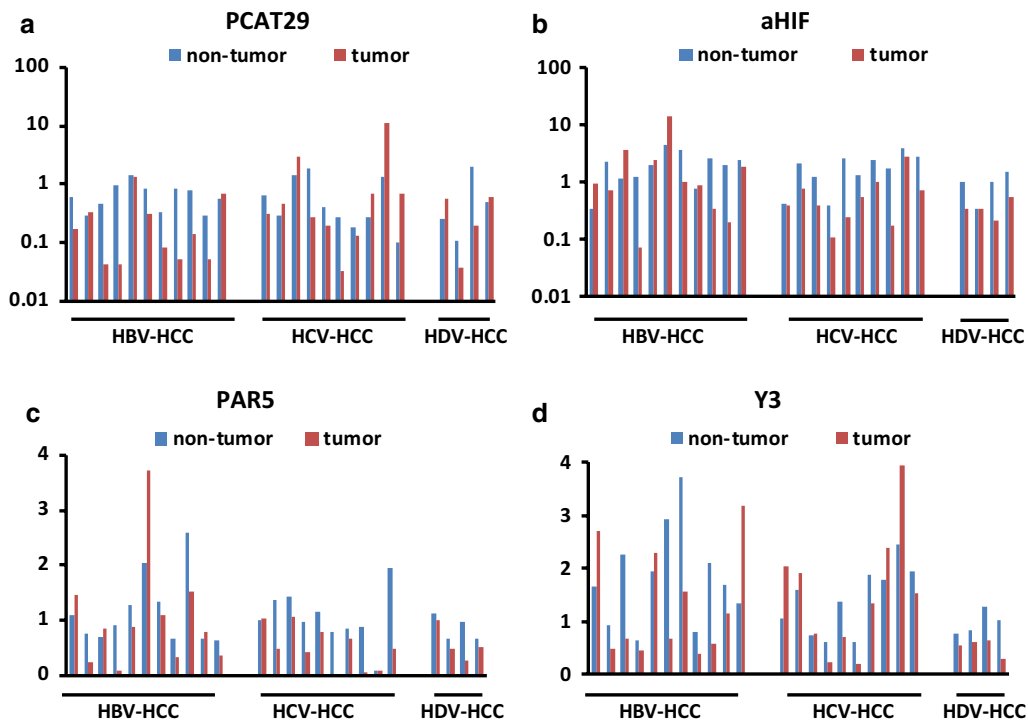 a
PCAT29
non-tumor tumor
100
10
1
0.1
0.01
HBV-HCC HCV-HCC HDV-HCC
b
aHIF
non-tumor tumor
100
10
1
0.1
0.01
HBV-HCC HCV-HCC HDV-HCC
c
PAR5
non-tumor tumor
4
3
2
1
0
HBV-HCC HCV-HCC HDV-HCC
d
Y3
non-tumor tumor
4
3
2
1
0
HBV-HCC HCV-HCC HDV-HCC